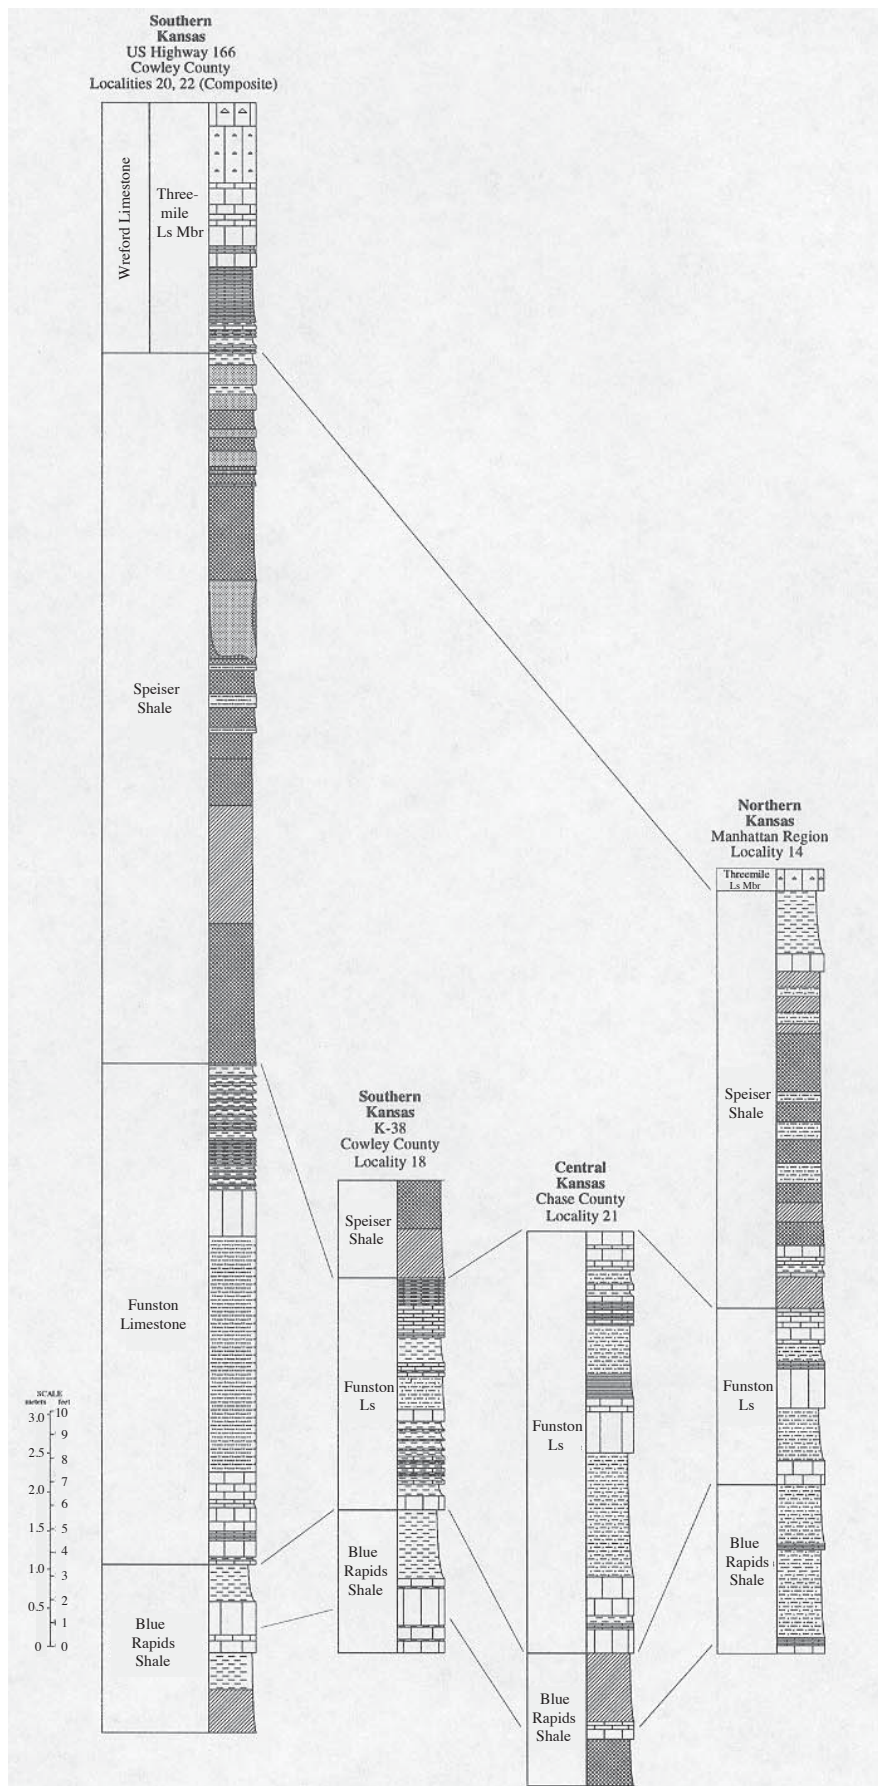 Southern
Kansas
US Highway 166
Cowley County
Localities 20, 22 (Composite)
Wreford Limestone
Three-
mile
Ls Mbr
Speiser
Shale
Funston
Limestone
Blue
Rapids
Shale
SCALE
meters feet
3.0 10
9
2.5 8
7
2.0 6
1.5 5
4
1.0 3
2
0.5 1
0 0
Southern
Kansas
K-38
Cowley County
Locality 18
Speiser
Shale
Funston
Ls
Blue
Rapids
Shale
Central
Kansas
Chase County
Locality 21
Funston
Ls
Blue
Rapids
Shale
Northern
Kansas
Manhattan Region
Locality 14
Threemile
Ls Mbr
Speiser
Shale
Funston
Ls
Blue
Rapids
Shale